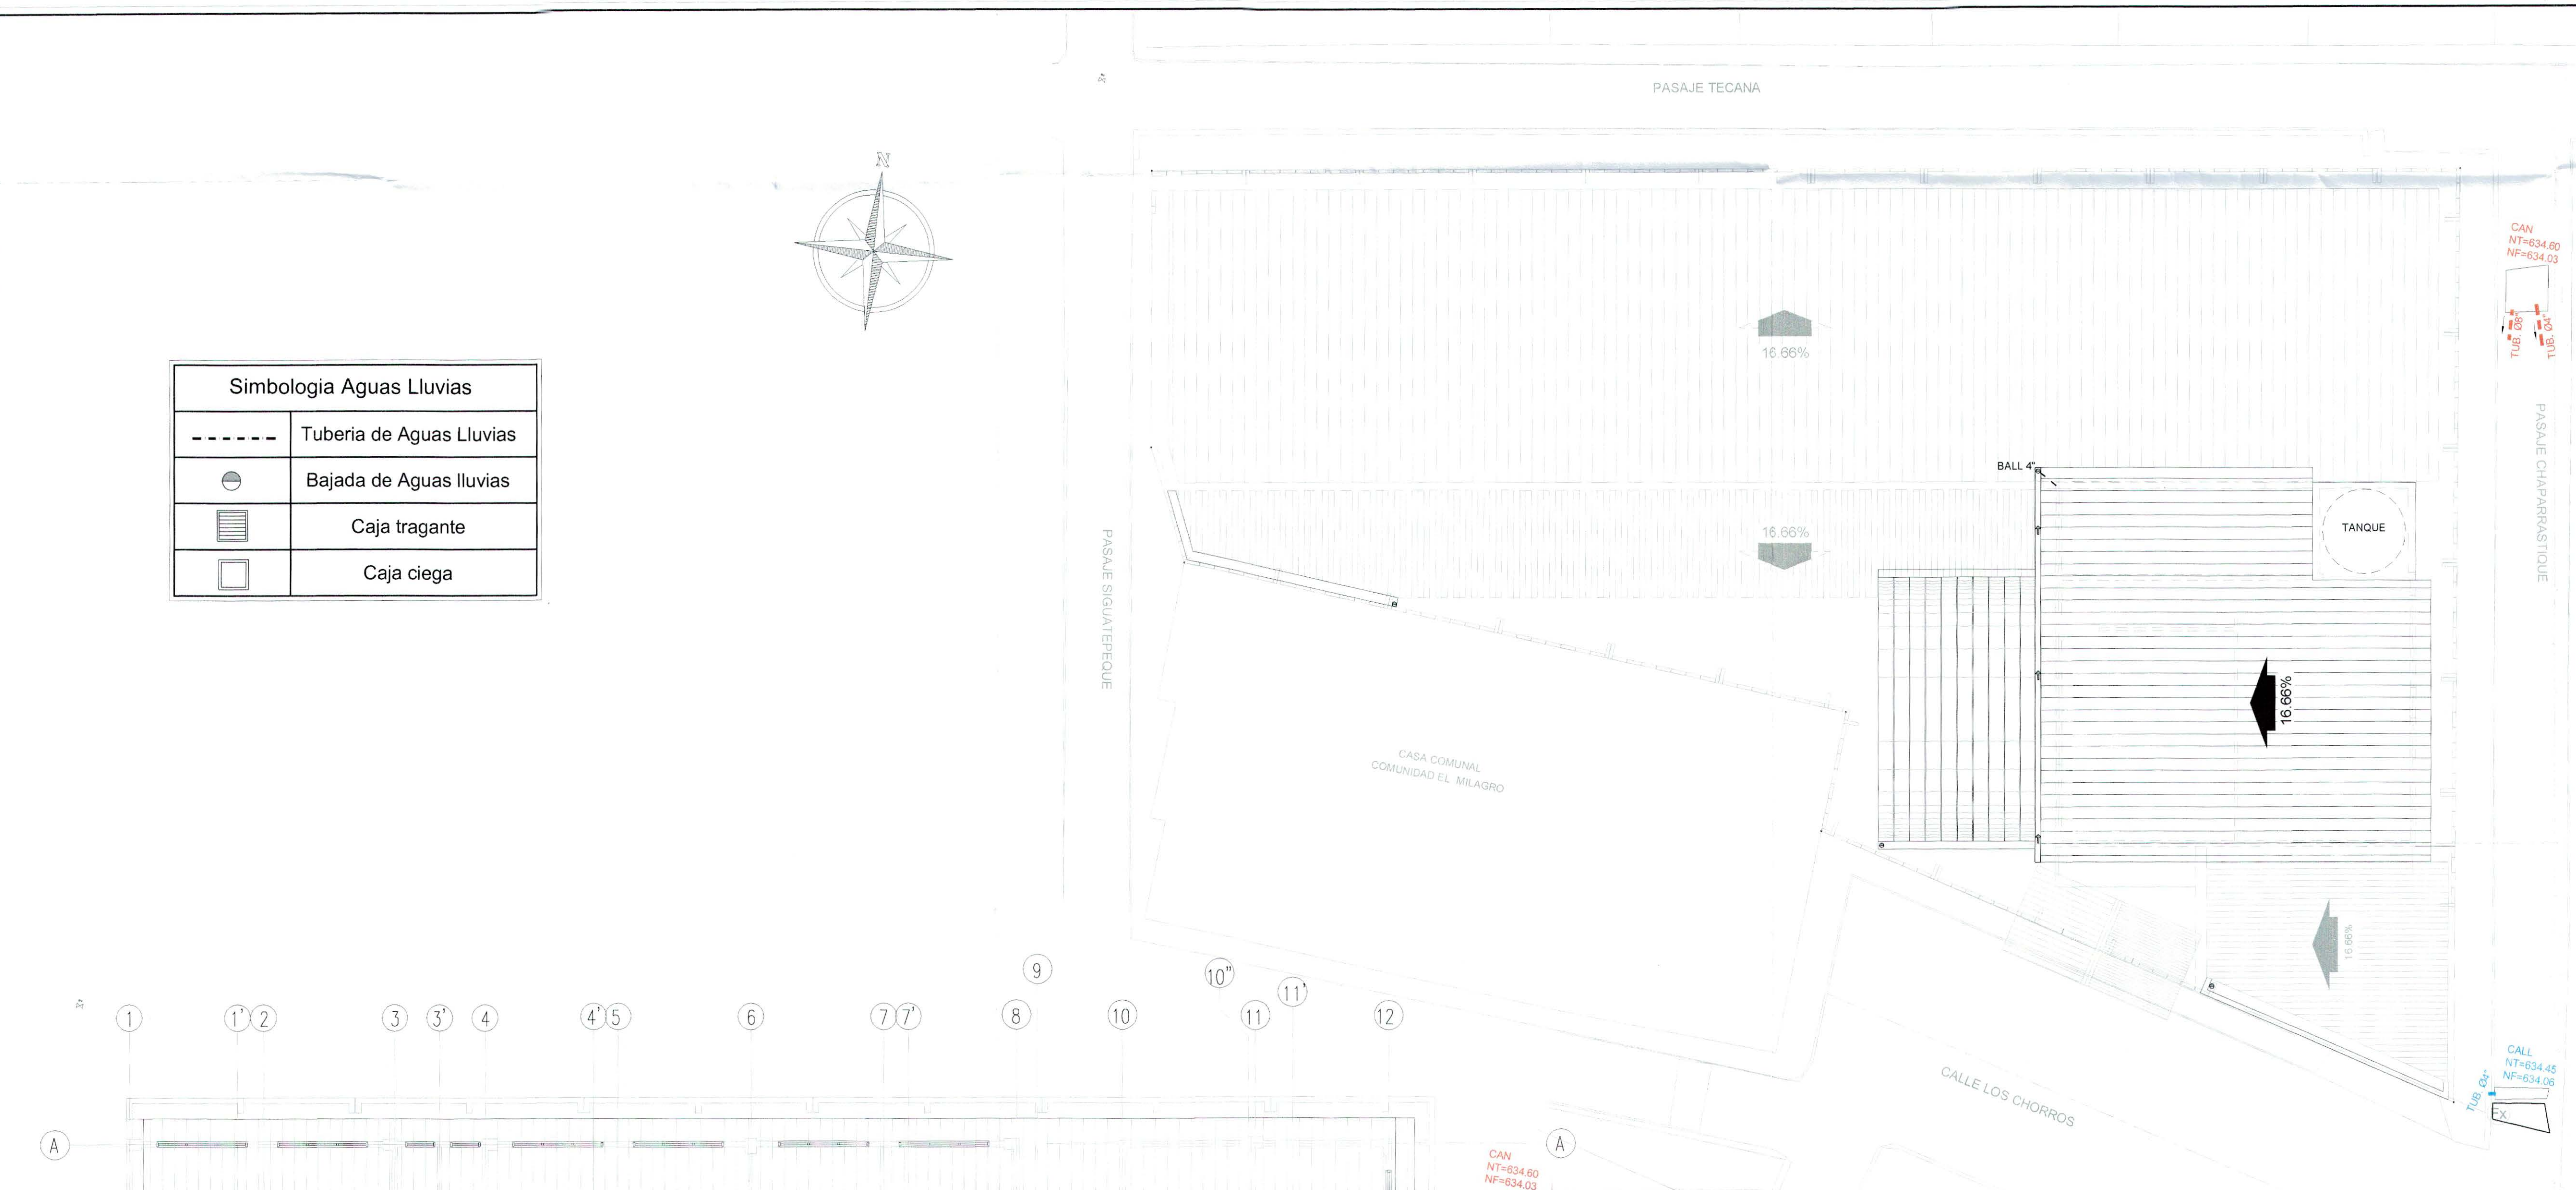 PASAJE TECANA
N
CAN
NT=634.60
NF=634.03
TUB. Ø8"
TUB. Ø4"
16.66%
Simbologia Aguas Lluvias
Tuberia de Aguas Lluvias
Bajada de Aguas lluvias
Caja tragante
Caja ciega
PASAJE CHAPARRASTIQUE
BALL 4"
TANQUE
16.66%
PASAJE SIGUATEPEQUE
16.66%
CASA COMUNAL
COMUNIDAD EL MILAGRO
16.66%
9
10"
11'
1
1'
2
3
3'
4
4'
5
6
7
7'
8
10
11
12
CALL
NT=634.45
NF=634.06
TUB. Ø4"
Ex.
CALLE LOS CHORROS
A
A
CAN
NT=634.60
NF=634.03